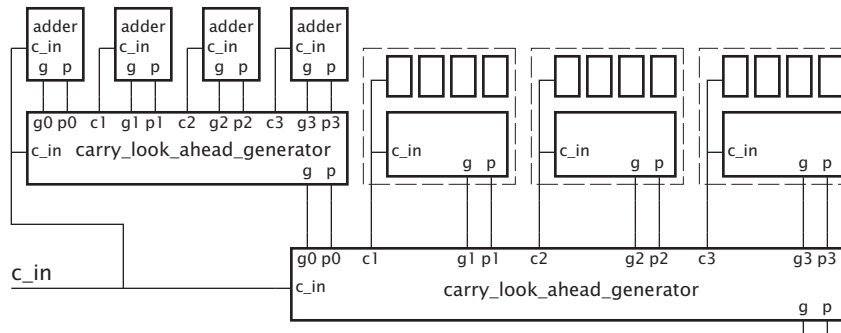 adder adder adder adder
c_in c_in c_in c_in
g p g p g p g p
g0 p0 c1 g1 p1 c2 g2 p2 c3 g3 p3
c_in carry_look_ahead_generator c_in c_in c_in
g p g p g p g p
g0 p0 c1 g1 p1 c2 g2 p2 c3 g3 p3
c_in
c_in carry_look_ahead_generator
g p